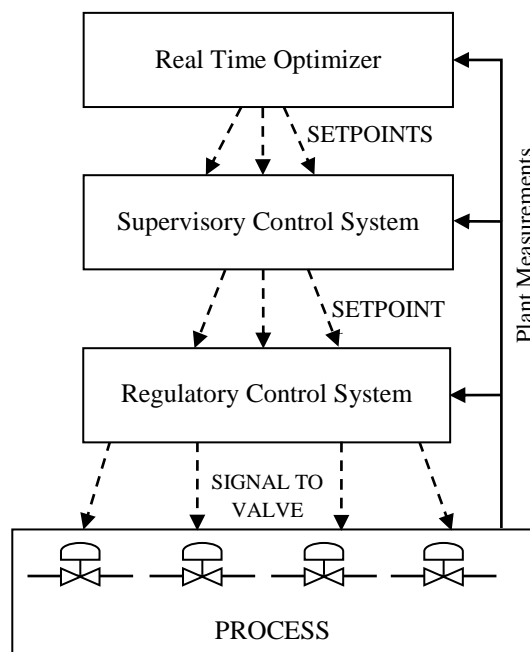 Real Time Optimizer
SETPOINTS
Supervisory Control System
SETPOINT
Regulatory Control System
SIGNAL TO
VALVE
PROCESS
Plant Measurements